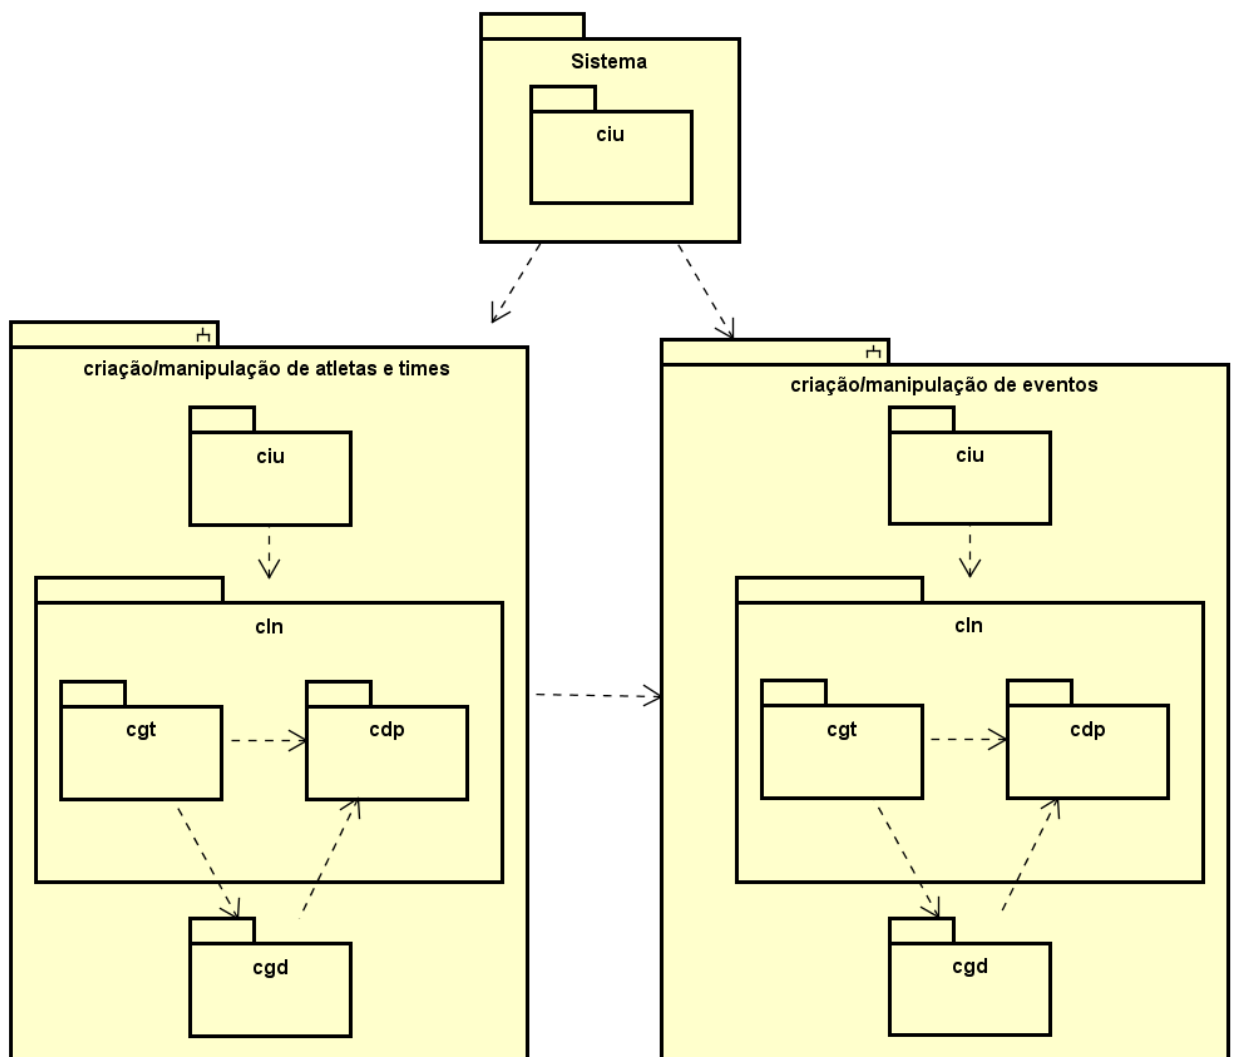 Sistema
ciu
criação/manipulação de atletas e times
ciu
cln
cgt
cdp
cgd
criação/manipulação de eventos
ciu
cln
cgt
cdp
cgd